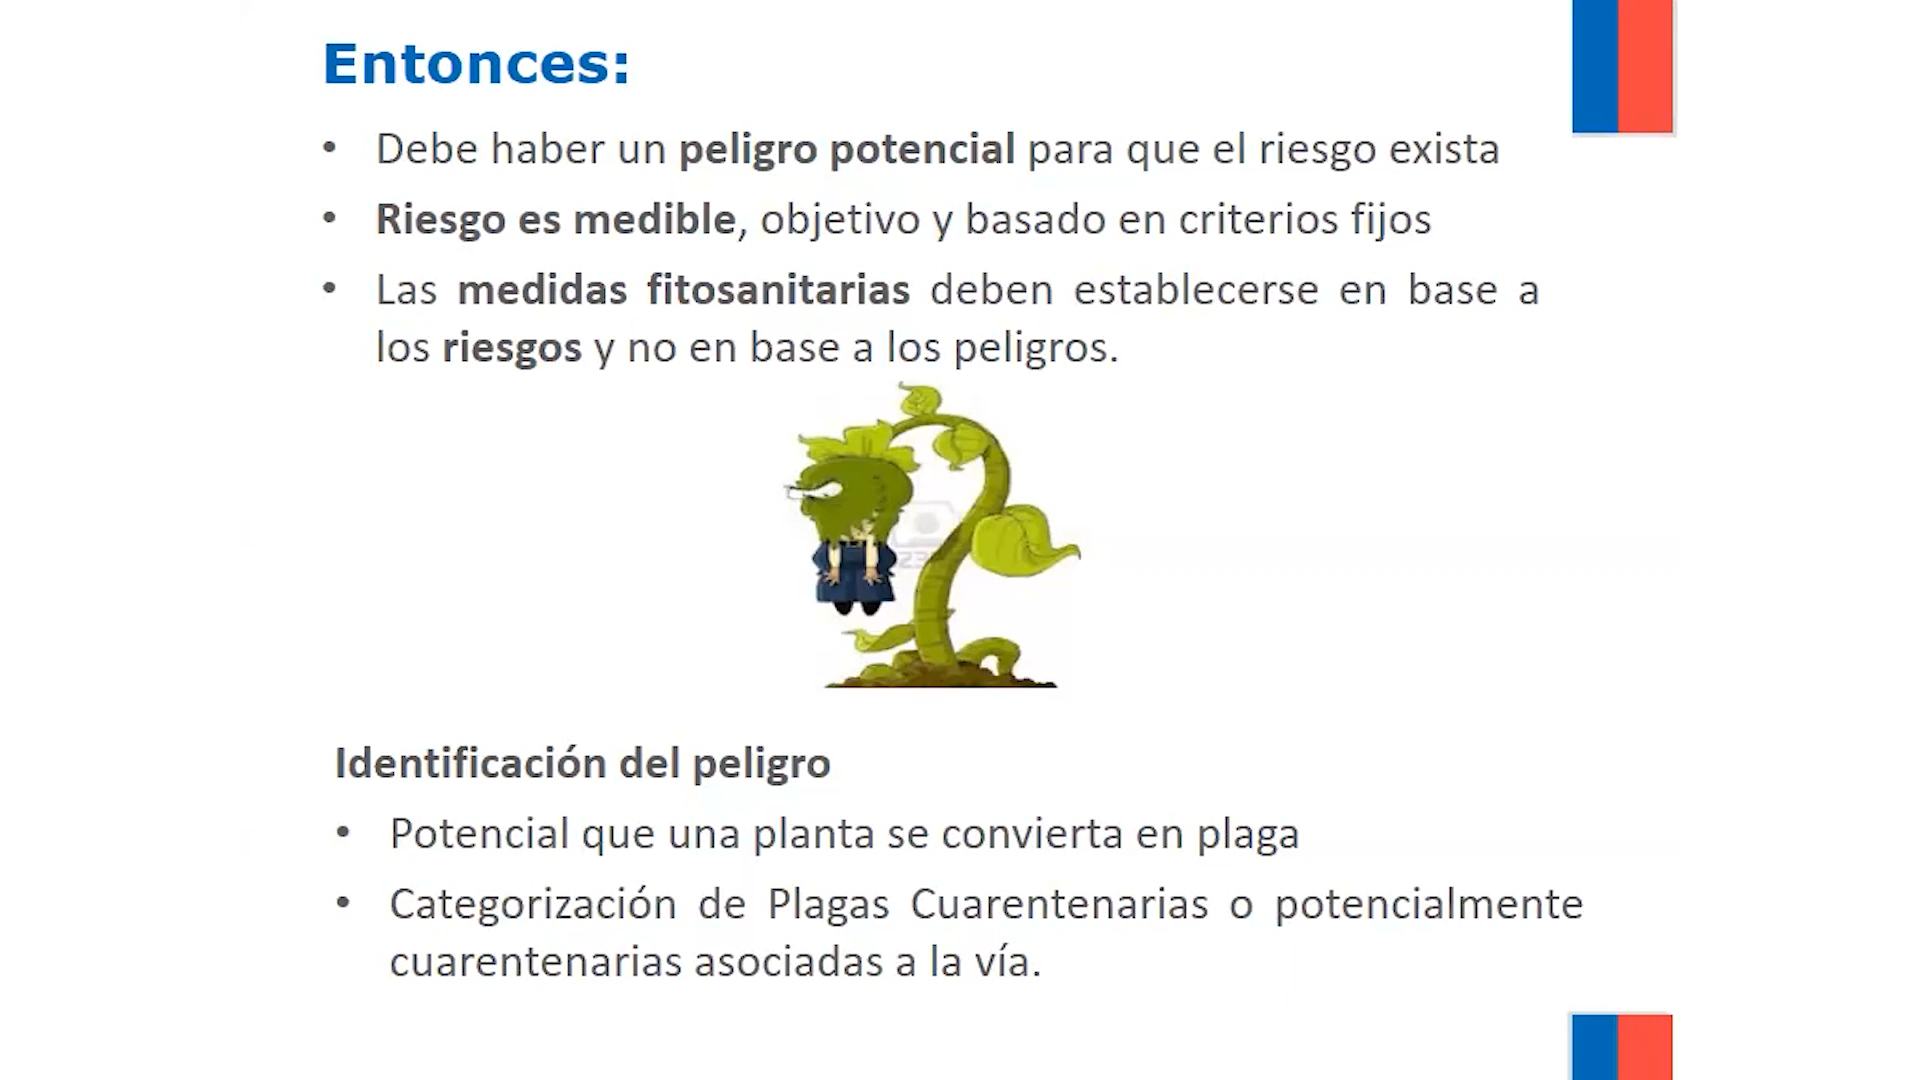 Entonces:
• Debe haber un peligro potencial para que el riesgo exista
• Riesgo es medible, objetivo y basado en criterios fijos
• Las medidas fitosanitarias deben establecerse en base a
los riesgos y no en base a los peligros.
Identificación del peligro
• Potencial que una planta se convierta en plaga
• Categorización de Plagas Cuarentenarias o potencialmente
cuarentenarias asociadas a la vía.